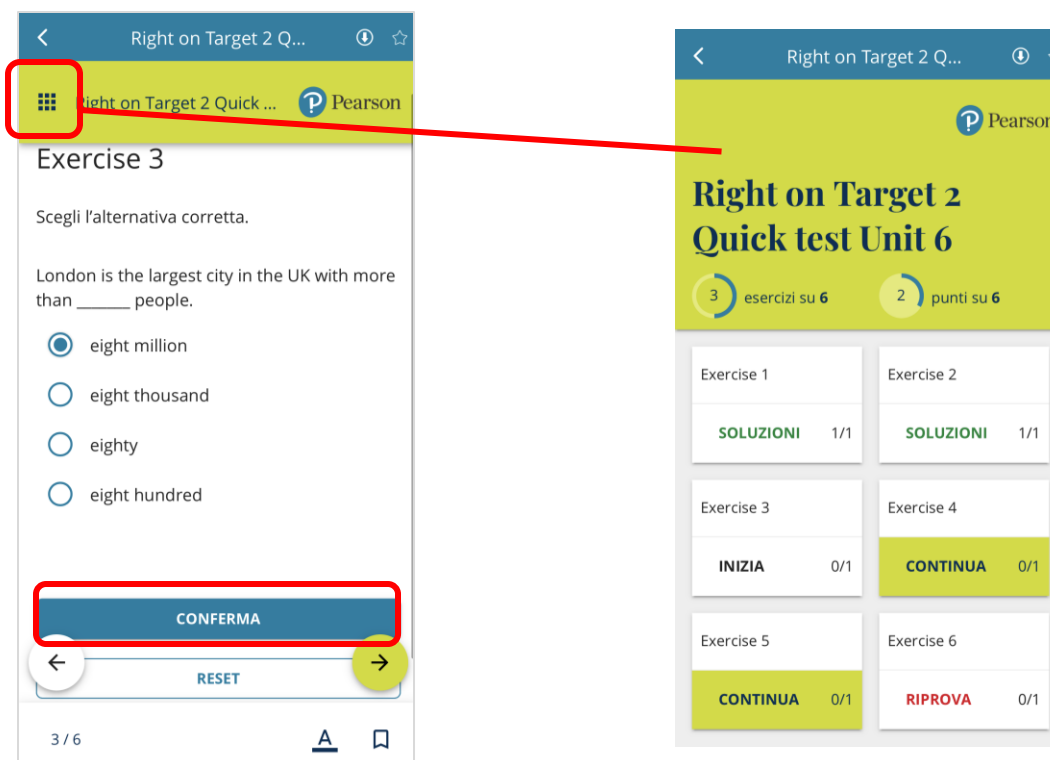 Right on Target 2 Q...
Right on Target 2 Quick ...
Pearson
Exercise 3
Scegli l’alternativa corretta.
London is the largest city in the UK with more
than ______ people.
eight million
eight thousand
eighty
eight hundred
CONFERMA
RESET
3 / 6
A
Right on Target 2 Q...
Pearson
Right on Target 2
Quick test Unit 6
3 esercizi su 6
2 punti su 6
Exercise 1
SOLUZIONI 1/1
Exercise 2
SOLUZIONI 1/1
Exercise 3
INIZIA 0/1
Exercise 4
CONTINUA 0/1
Exercise 5
CONTINUA 0/1
Exercise 6
RIPROVA 0/1